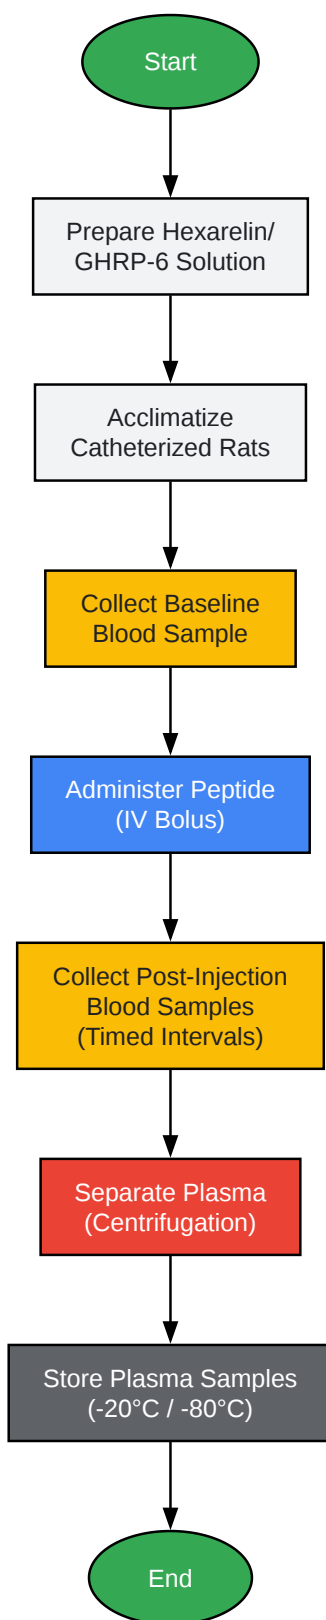 Start
Prepare Hexarelin/
GHRP-6 Solution
Acclimatize
Catheterized Rats
Collect Baseline
Blood Sample
Administer Peptide
(IV Bolus)
Collect Post-Injection
Blood Samples
(Timed Intervals)
Separate Plasma
(Centrifugation)
Store Plasma Samples
(-20°C / -80°C)
End